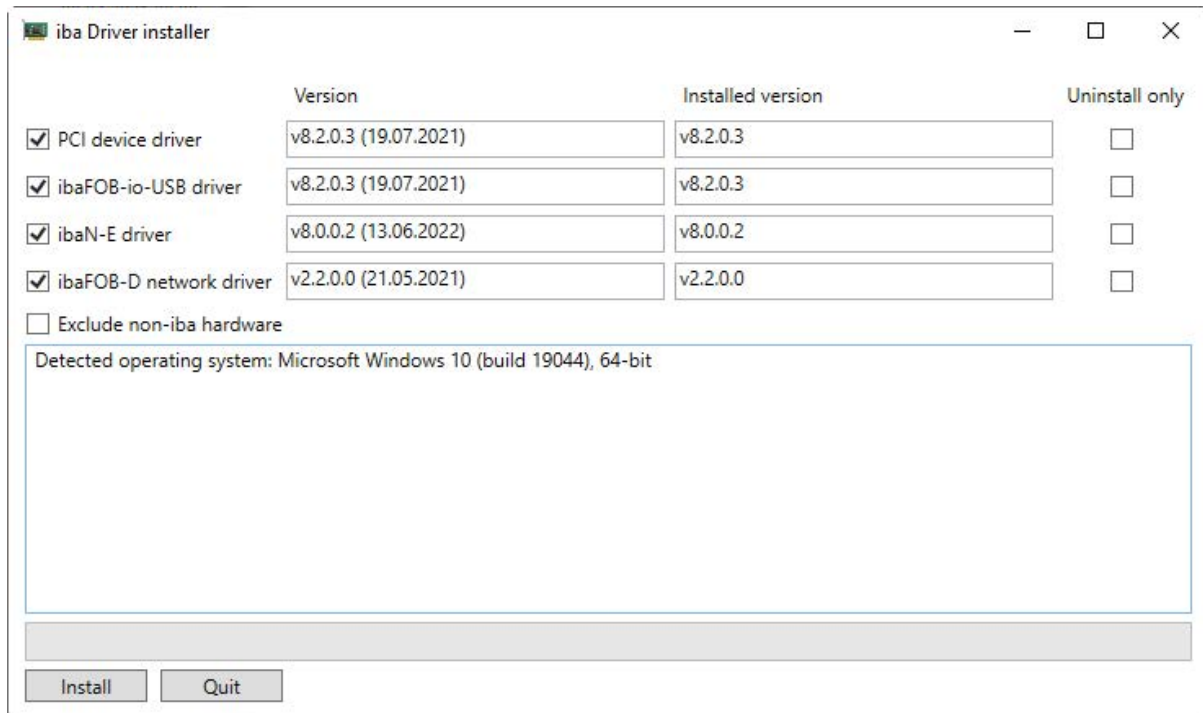 iba Driver installer
Version Installed version Uninstall only
PCI device driver v8.2.0.3 (19.07.2021) v8.2.0.3
ibaFOB-io-USB driver v8.2.0.3 (19.07.2021) v8.2.0.3
ibaN-E driver v8.0.0.2 (13.06.2022) v8.0.0.2
ibaFOB-D network driver v2.2.0.0 (21.05.2021) v2.2.0.0
Exclude non-iba hardware
Detected operating system: Microsoft Windows 10 (build 19044), 64-bit
Install Quit